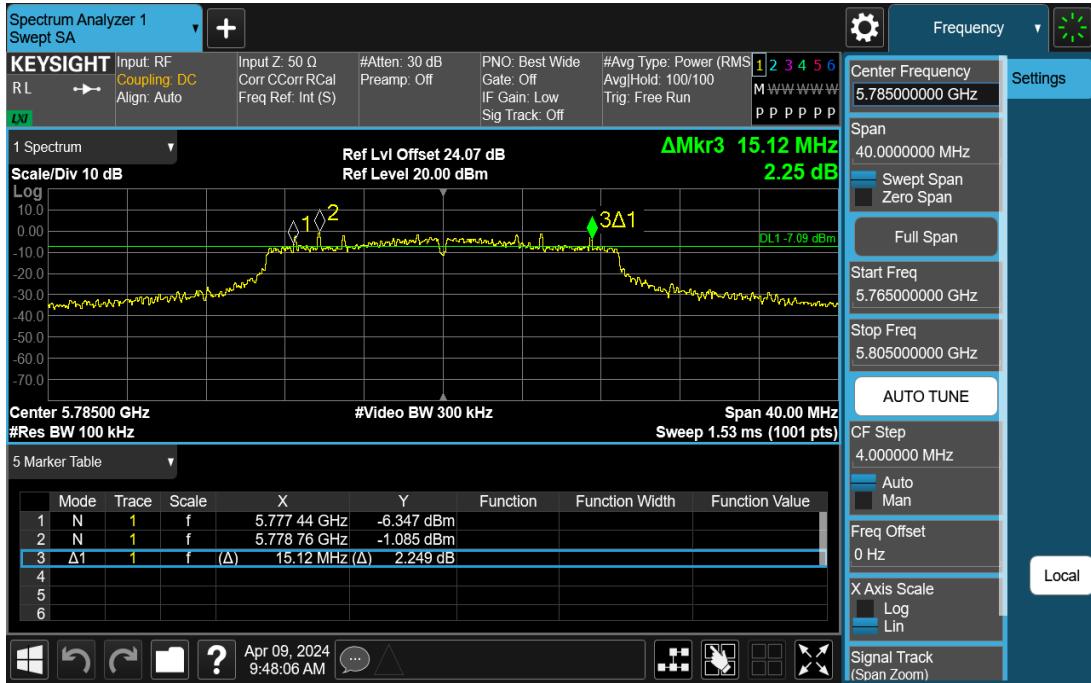 Spectrum Analyzer 1
Swept SA
Frequency
KEYSIGHT
RL
LXI
Input: RF
Coupling: DC
Align: Auto
Input Z: 50 Ω
Corr CCorr RCal
Freq Ref: Int (S)
#Atten: 30 dB
Preamp: Off
PNO: Best Wide
Gate: Off
IF Gain: Low
Sig Track: Off
#Avg Type: Power (RMS
Avg|Hold: 100/100
Trig: Free Run
1 2 3 4 5 6
M W W W W W
P P P P P P
1 Spectrum
Scale/Div 10 dB
Ref Lvl Offset 24.07 dB
Ref Level 20.00 dBm
ΔMkr3 15.12 MHz
2.25 dB
Log
10.0
0.00
-10.0
-20.0
-30.0
-40.0
-50.0
-60.0
-70.0
1
2
3Δ1
DL1 -7.09 dBm
Center 5.78500 GHz
#Video BW 300 kHz
Span 40.00 MHz
#Res BW 100 kHz
Sweep 1.53 ms (1001 pts)
5 Marker Table
Mode Trace Scale X Y Function Function Width Function Value
1 N 1 f 5.777 44 GHz -6.347 dBm
2 N 1 f 5.778 76 GHz -1.085 dBm
3 Δ1 1 f (Δ) 15.12 MHz (Δ) 2.249 dB
4
5
6
Apr 09, 2024
9:48:06 AM
Center Frequency
5.785000000 GHz
Settings
Span
40.0000000 MHz
Swept Span
Zero Span
Full Span
Start Freq
5.765000000 GHz
Stop Freq
5.805000000 GHz
AUTO TUNE
CF Step
4.000000 MHz
Auto
Man
Freq Offset
0 Hz
X Axis Scale
Log
Lin
Signal Track
(Span Zoom)
Local